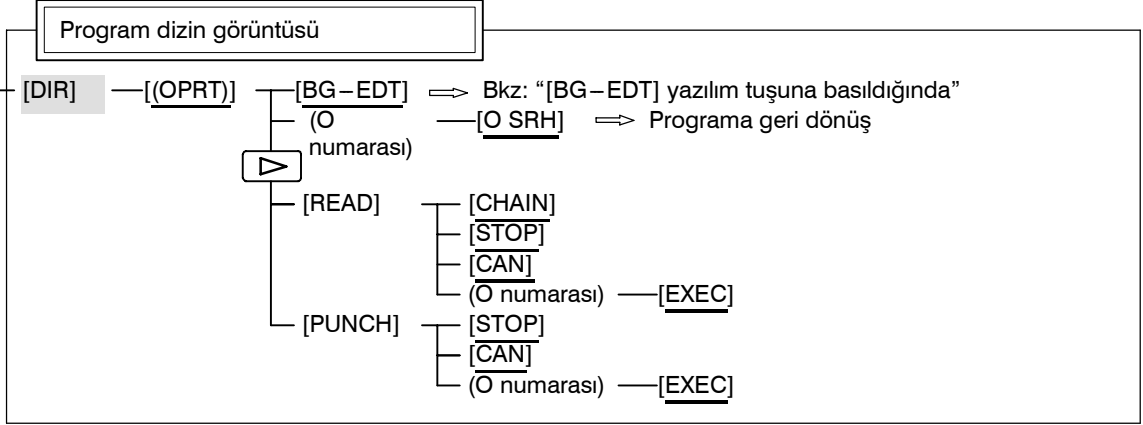 Program dizin görüntüsü
[DIR] [(OPRT)] [BG–EDT] Bkz: “[BG–EDT] yazılım tuşuna basıldığında”
(O numarası) [O SRH] Programa geri dönüş
[READ] [CHAIN]
[STOP]
[CAN]
(O numarası) [EXEC]
[PUNCH] [STOP]
[CAN]
(O numarası) [EXEC]